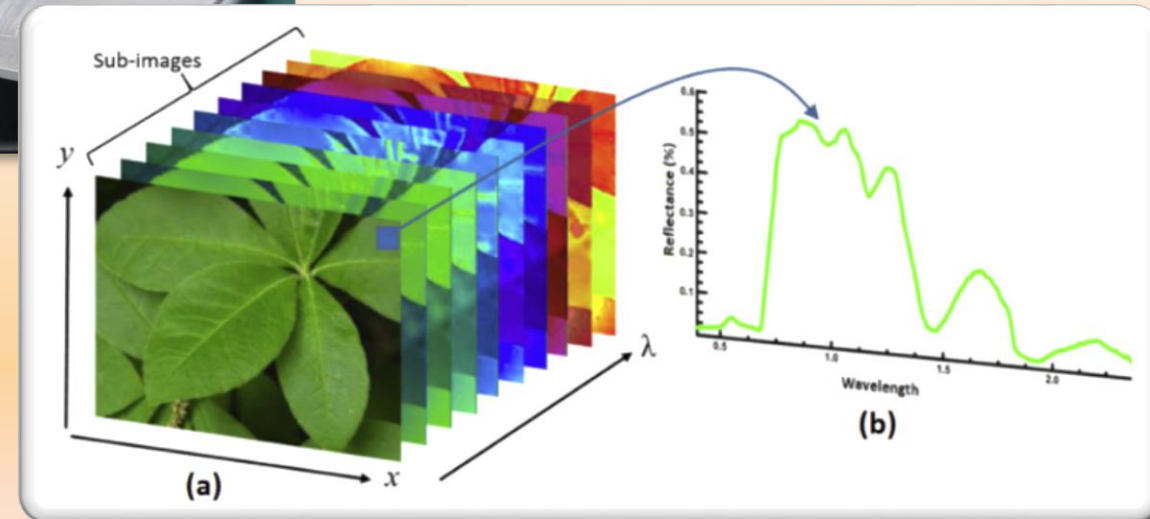 Sub-images
y
x
λ
(a)
Reflectance (%)
0.6
0.5
0.4
0.3
0.2
0.1
0.5
1.0
1.5
2.0
Wavelength
(b)